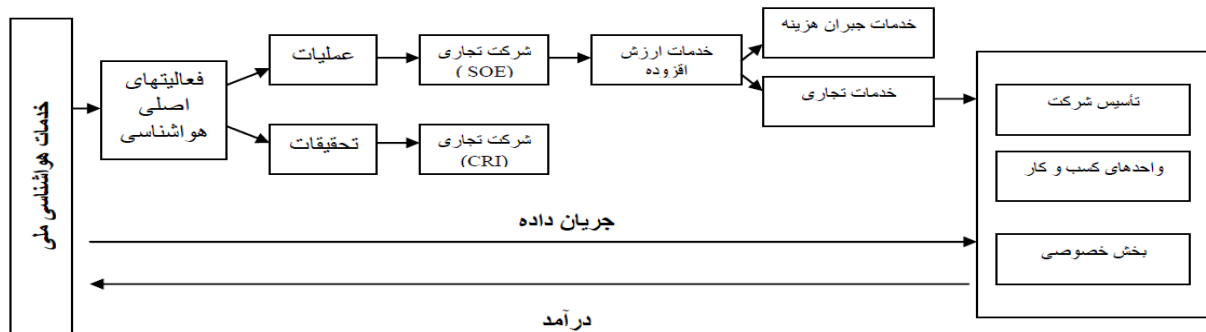 خدمات هواشناسی ملی
فعالیتهای
اصلی
هواشناسی
عملیات
تحقیقات
شرکت تجاری
( SOE)
شرکت تجاری
(CRI)
خدمات ارزش
افزوده
خدمات جبران هزینه
خدمات تجاری
تأسیس شرکت
واحدهای کسب و کار
بخش خصوصی
جریان داده
درآمد